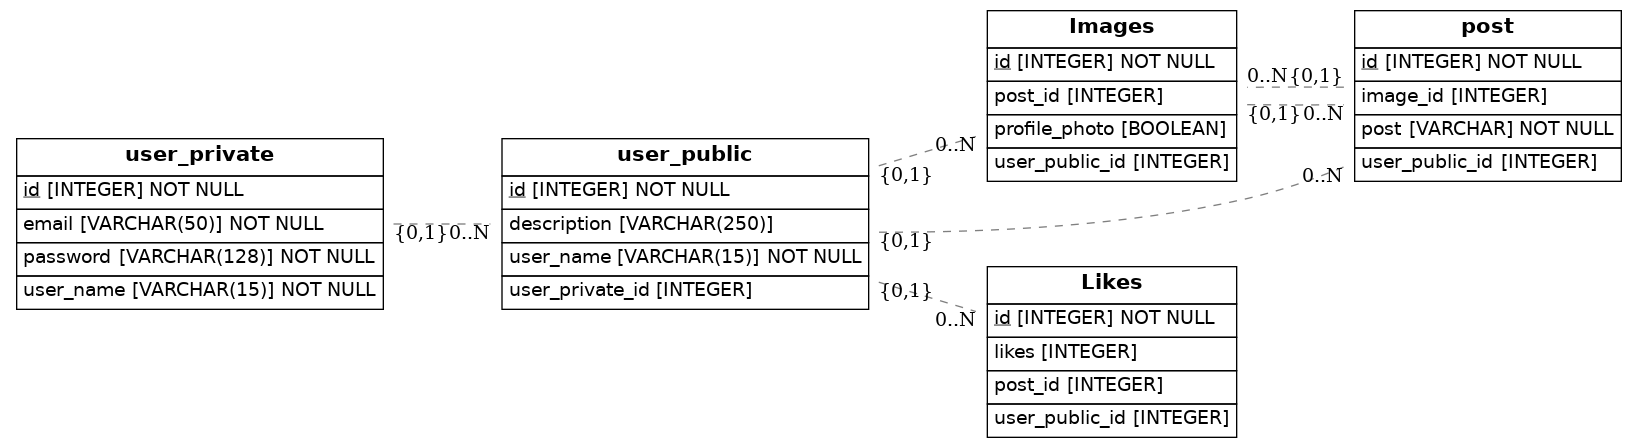 user_private
id [INTEGER] NOT NULL
email [VARCHAR(50)] NOT NULL
password [VARCHAR(128)] NOT NULL
user_name [VARCHAR(15)] NOT NULL
{0,1}
0..N
user_public
id [INTEGER] NOT NULL
description [VARCHAR(250)]
user_name [VARCHAR(15)] NOT NULL
user_private_id [INTEGER]
0..N
{0,1}
0..N
{0,1}
{0,1}
0..N
Images
id [INTEGER] NOT NULL
post_id [INTEGER]
profile_photo [BOOLEAN]
user_public_id [INTEGER]
0..N
{0,1}
{0,1}
0..N
post
id [INTEGER] NOT NULL
image_id [INTEGER]
post [VARCHAR] NOT NULL
user_public_id [INTEGER]
Likes
id [INTEGER] NOT NULL
likes [INTEGER]
post_id [INTEGER]
user_public_id [INTEGER]